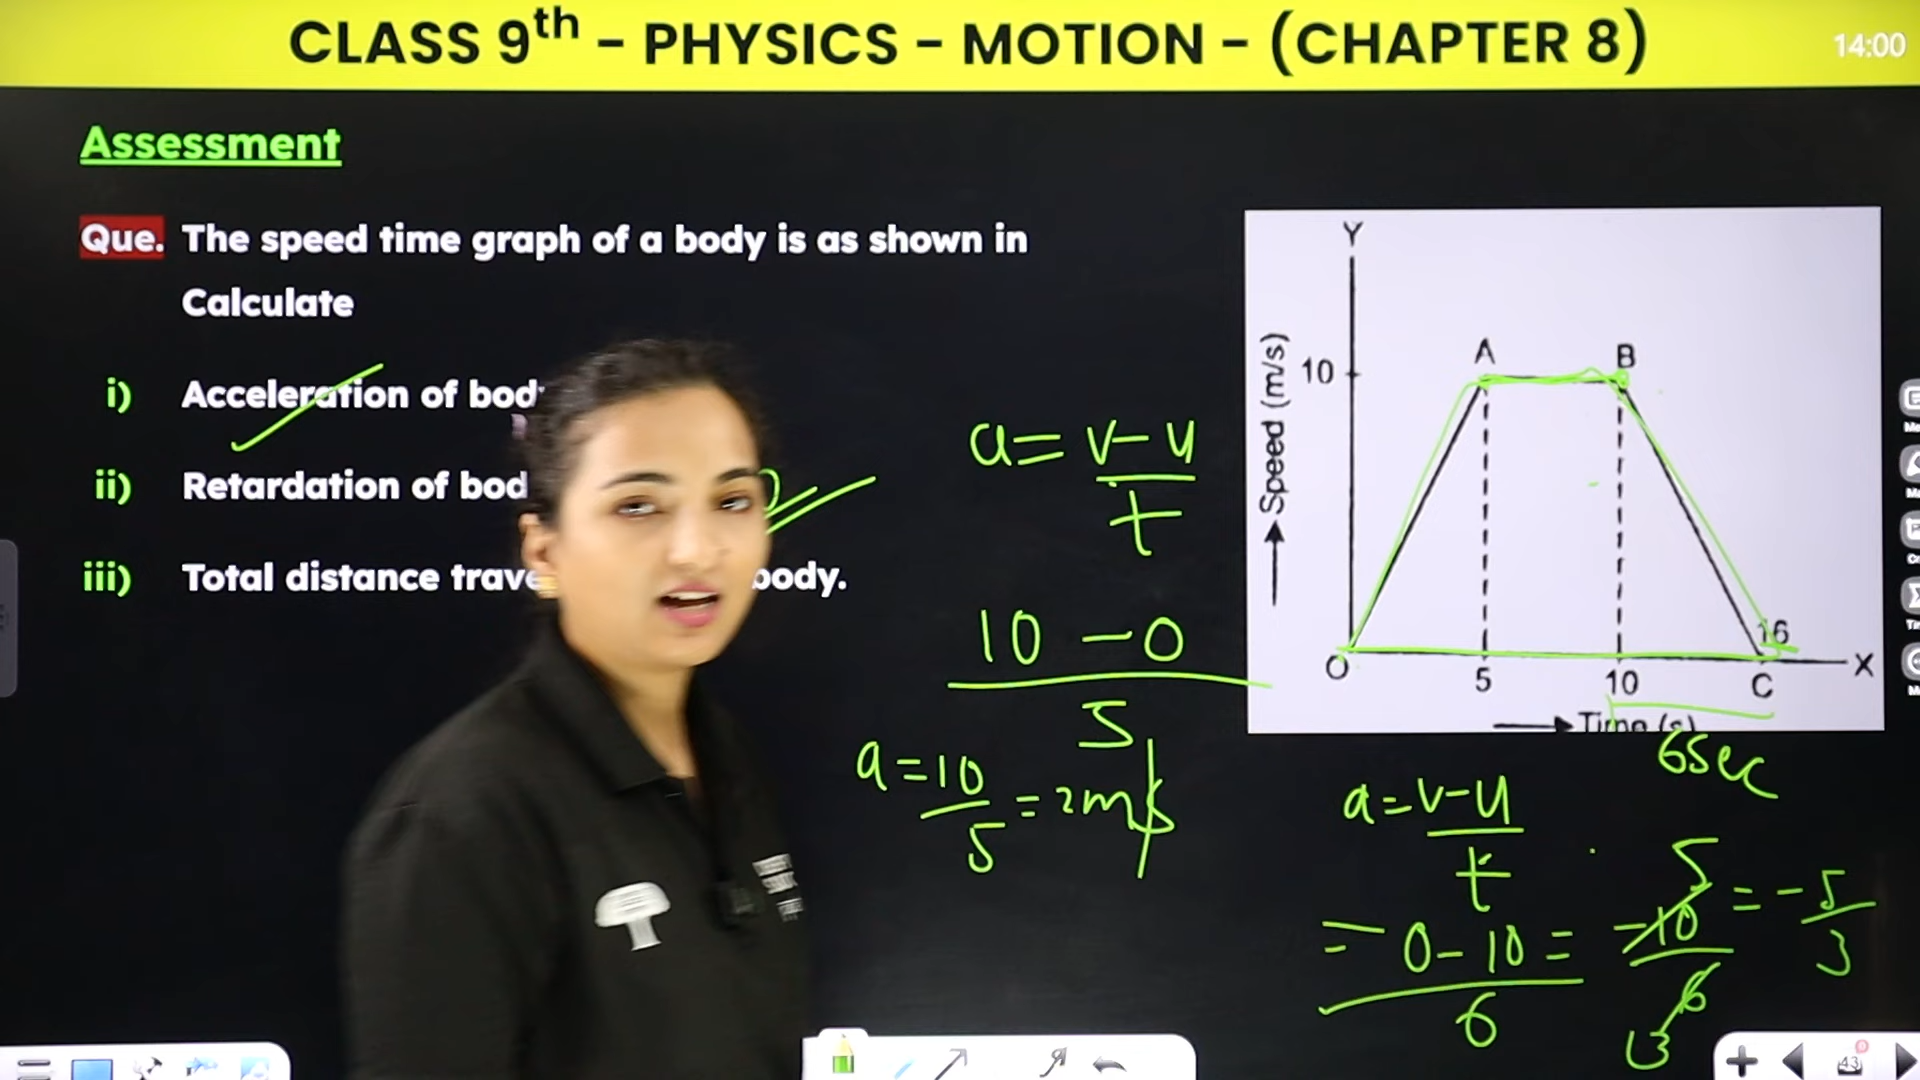 CLASS 9th - PHYSICS - MOTION - (CHAPTER 8)
14:00
Assessment
Que. The speed time graph of a body is as shown in
Calculate
i) Acceleration of bod
ii) Retardation of bod
iii) Total distance trave body.
a= v-u
t
10 - 0
5
a=10
5
= 2m/s
Y
Speed (m/s)
10
A
B
16
O
5
10
C
X
Time (s)
6sec
a=v-u
t
= 0-10 =
6
-10
6
5
3
= -5
3
43